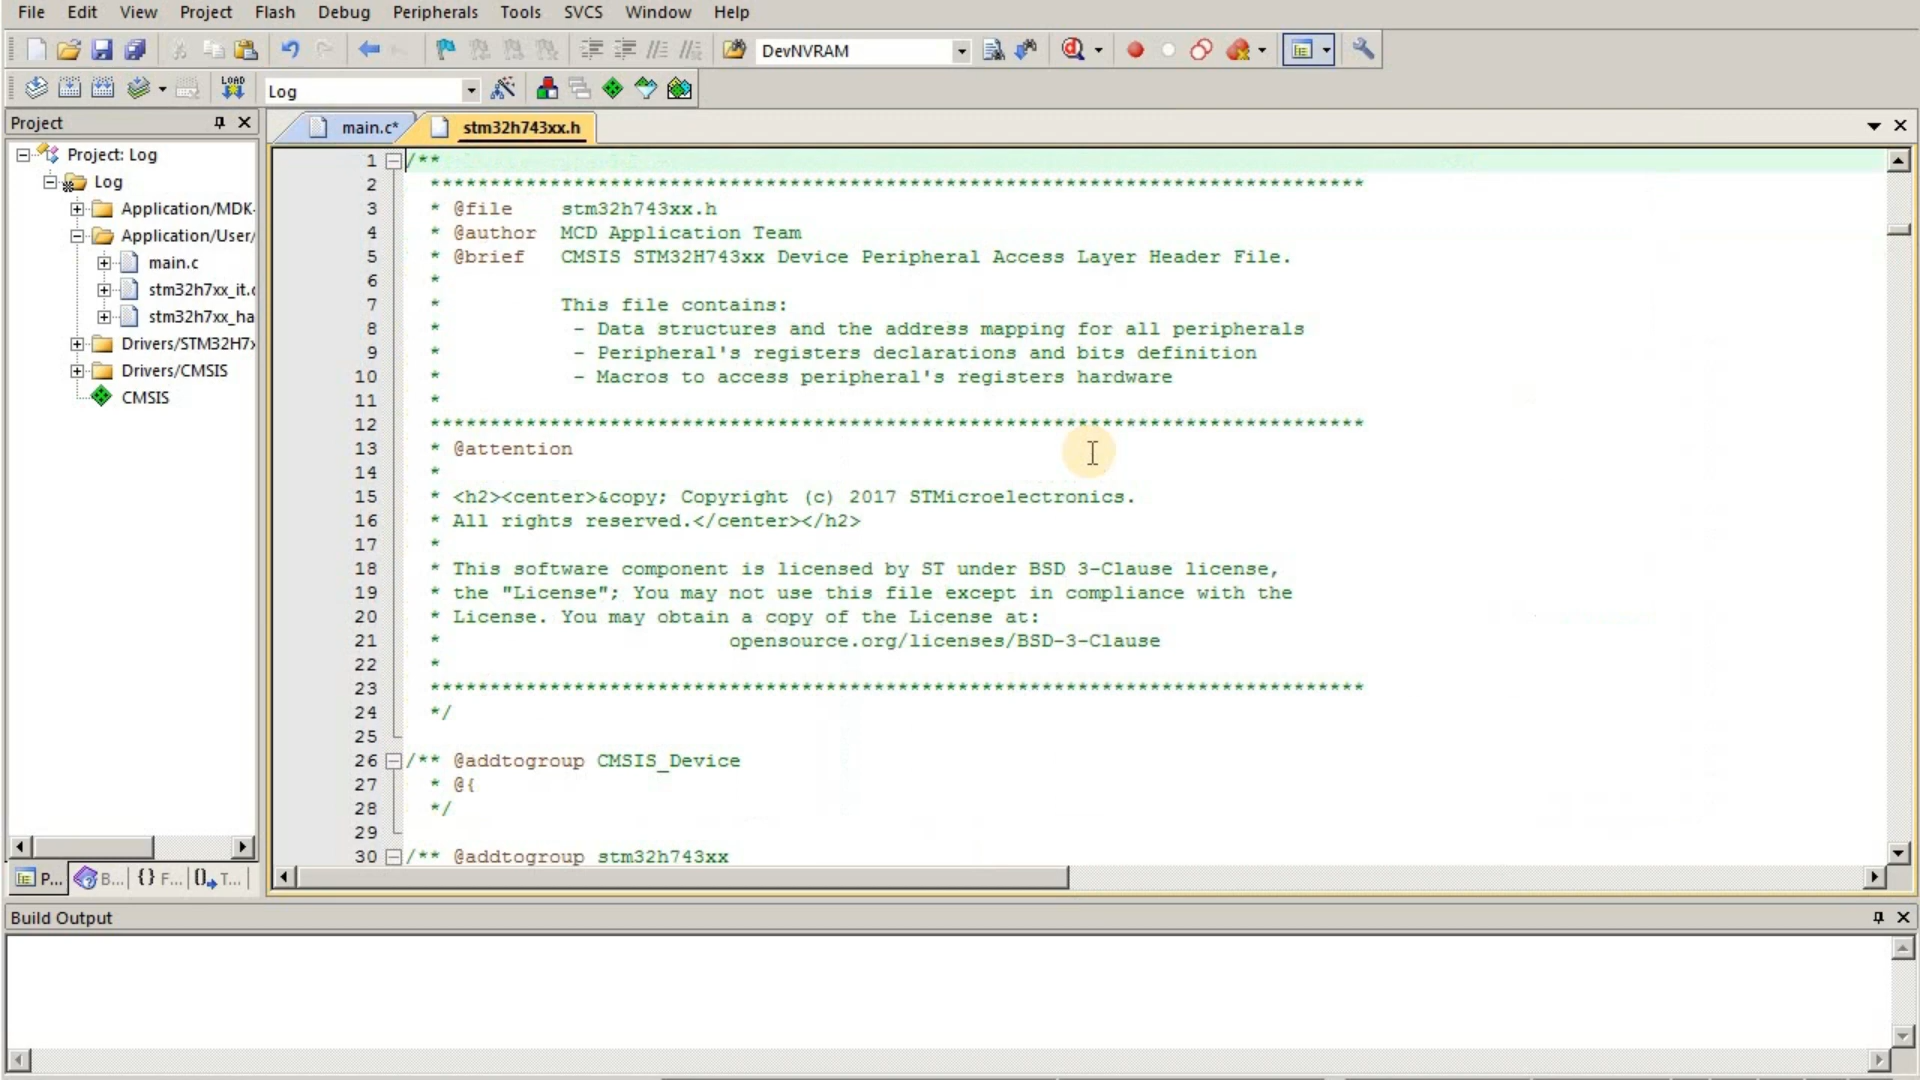 File Edit View Project Flash Debug Peripherals Tools SVCS Window Help
DevNVRAM
LOAD
Log
Project
main.c* stm32h743xx.h
Project: Log
Log
Application/MDK-
Application/User/
main.c
stm32h7xx_it.c
stm32h7xx_ha
Drivers/STM32H7x
Drivers/CMSIS
CMSIS
P... B... {} F... T...
1 /**
2 ******************************************************************************
3 * @file stm32h743xx.h
4 * @author MCD Application Team
5 * @brief CMSIS STM32H743xx Device Peripheral Access Layer Header File.
6 *
7 * This file contains:
8 * - Data structures and the address mapping for all peripherals
9 * - Peripheral's registers declarations and bits definition
10 * - Macros to access peripheral's registers hardware
11 *
12 ******************************************************************************
13 * @attention
14 *
15 * <h2><center>&copy; Copyright (c) 2017 STMicroelectronics.
16 * All rights reserved.</center></h2>
17 *
18 * This software component is licensed by ST under BSD 3-Clause license,
19 * the "License"; You may not use this file except in compliance with the
20 * License. You may obtain a copy of the License at:
21 * opensource.org/licenses/BSD-3-Clause
22 *
23 ******************************************************************************
24 */
25
26 /** @addtogroup CMSIS_Device
27 * @{
28 */
29
30 /** @addtogroup stm32h743xx
Build Output